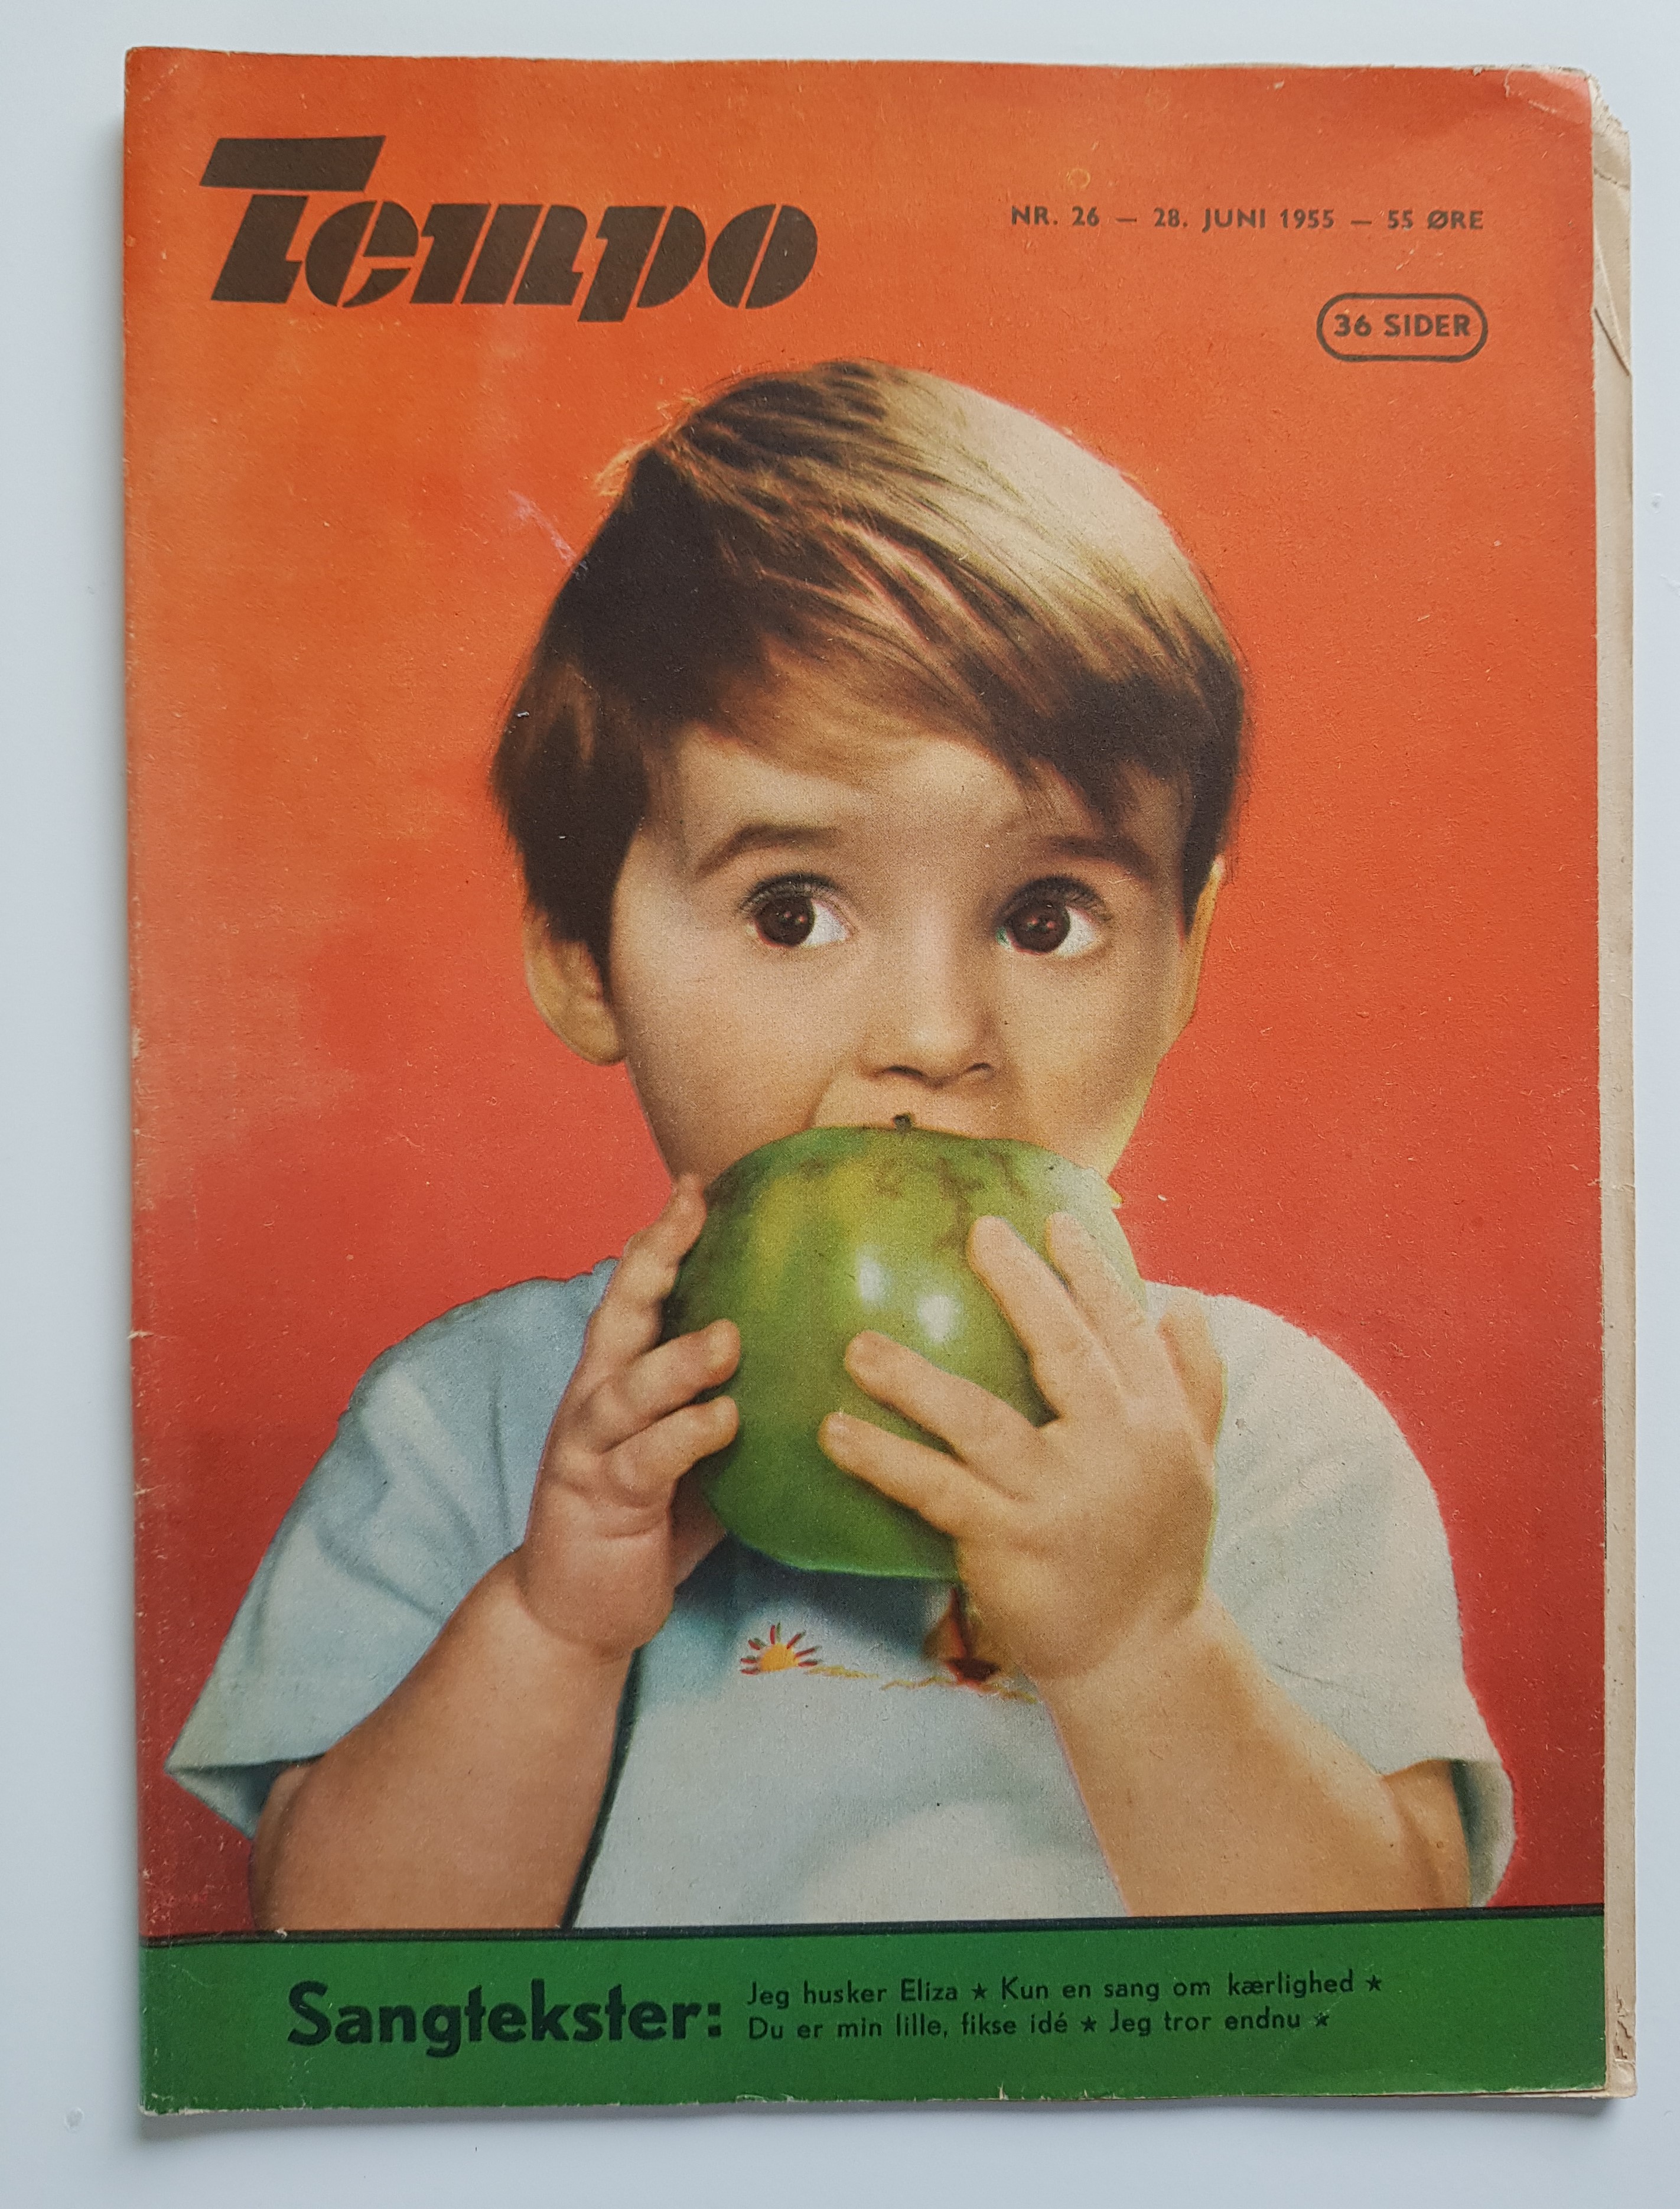 Tempo
NR. 26 — 28. JUNI 1955 — 55 ØRE
36 SIDER
Sangtekster:
Jeg husker Eliza ★ Kun en sang om kærlighed ★
Du er min lille, fikse idé ★ Jeg tror endnu ★